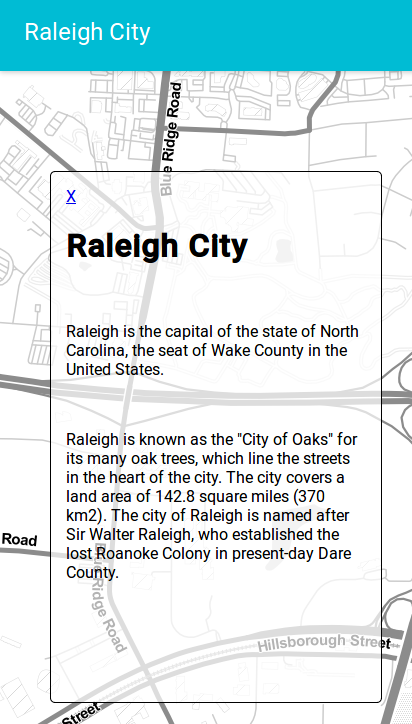 Raleigh City
Blue Ridge Road
X
Raleigh City
Raleigh is the capital of the state of North
Carolina, the seat of Wake County in the
United States.
Raleigh is known as the "City of Oaks" for
its many oak trees, which line the streets
in the heart of the city. The city covers a
land area of 142.8 square miles (370
km2). The city of Raleigh is named after
Sir Walter Raleigh, who established the
lost Roanoke Colony in present-day Dare
County.
Road
Blue Ridge Road
Hillsborough Street
Street